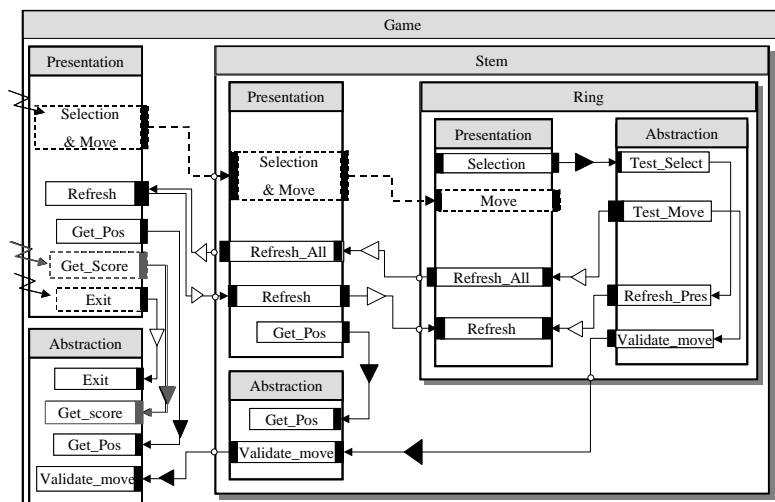 Game
Presentation
Selection
& Move
Refresh
Get_Pos
Get_Score
Exit
Abstraction
Exit
Get_score
Get_Pos
Validate_move
Stem
Presentation
Selection
& Move
Refresh_All
Refresh
Get_Pos
Abstraction
Get_Pos
Validate_move
Ring
Presentation
Selection
Move
Refresh_All
Refresh
Abstraction
Test_Select
Test_Move
Refresh_Pres
Validate_move